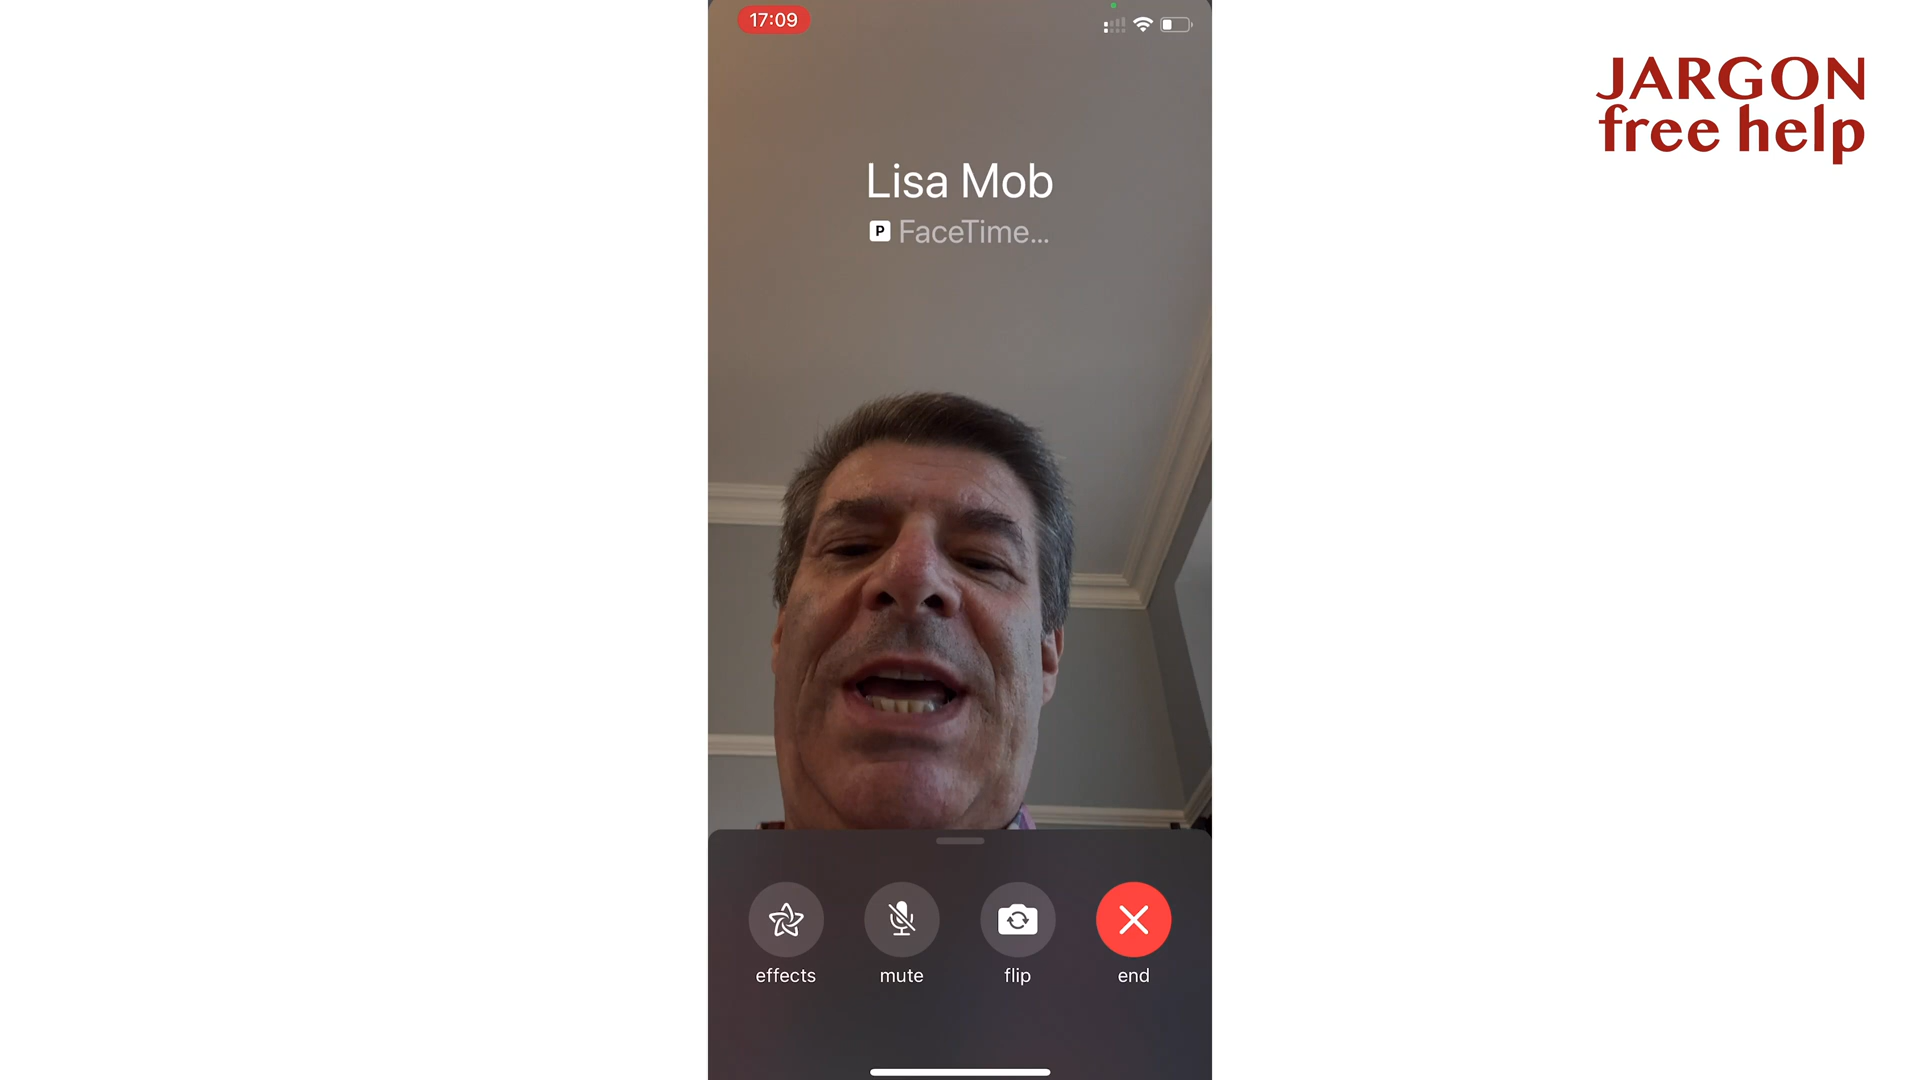 17:09
JARGON
free help
Lisa Mob
P FaceTime...
effects
mute
flip
end